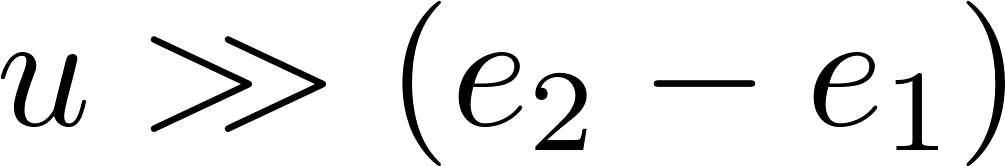 u ≫ (e₂ − e₁)